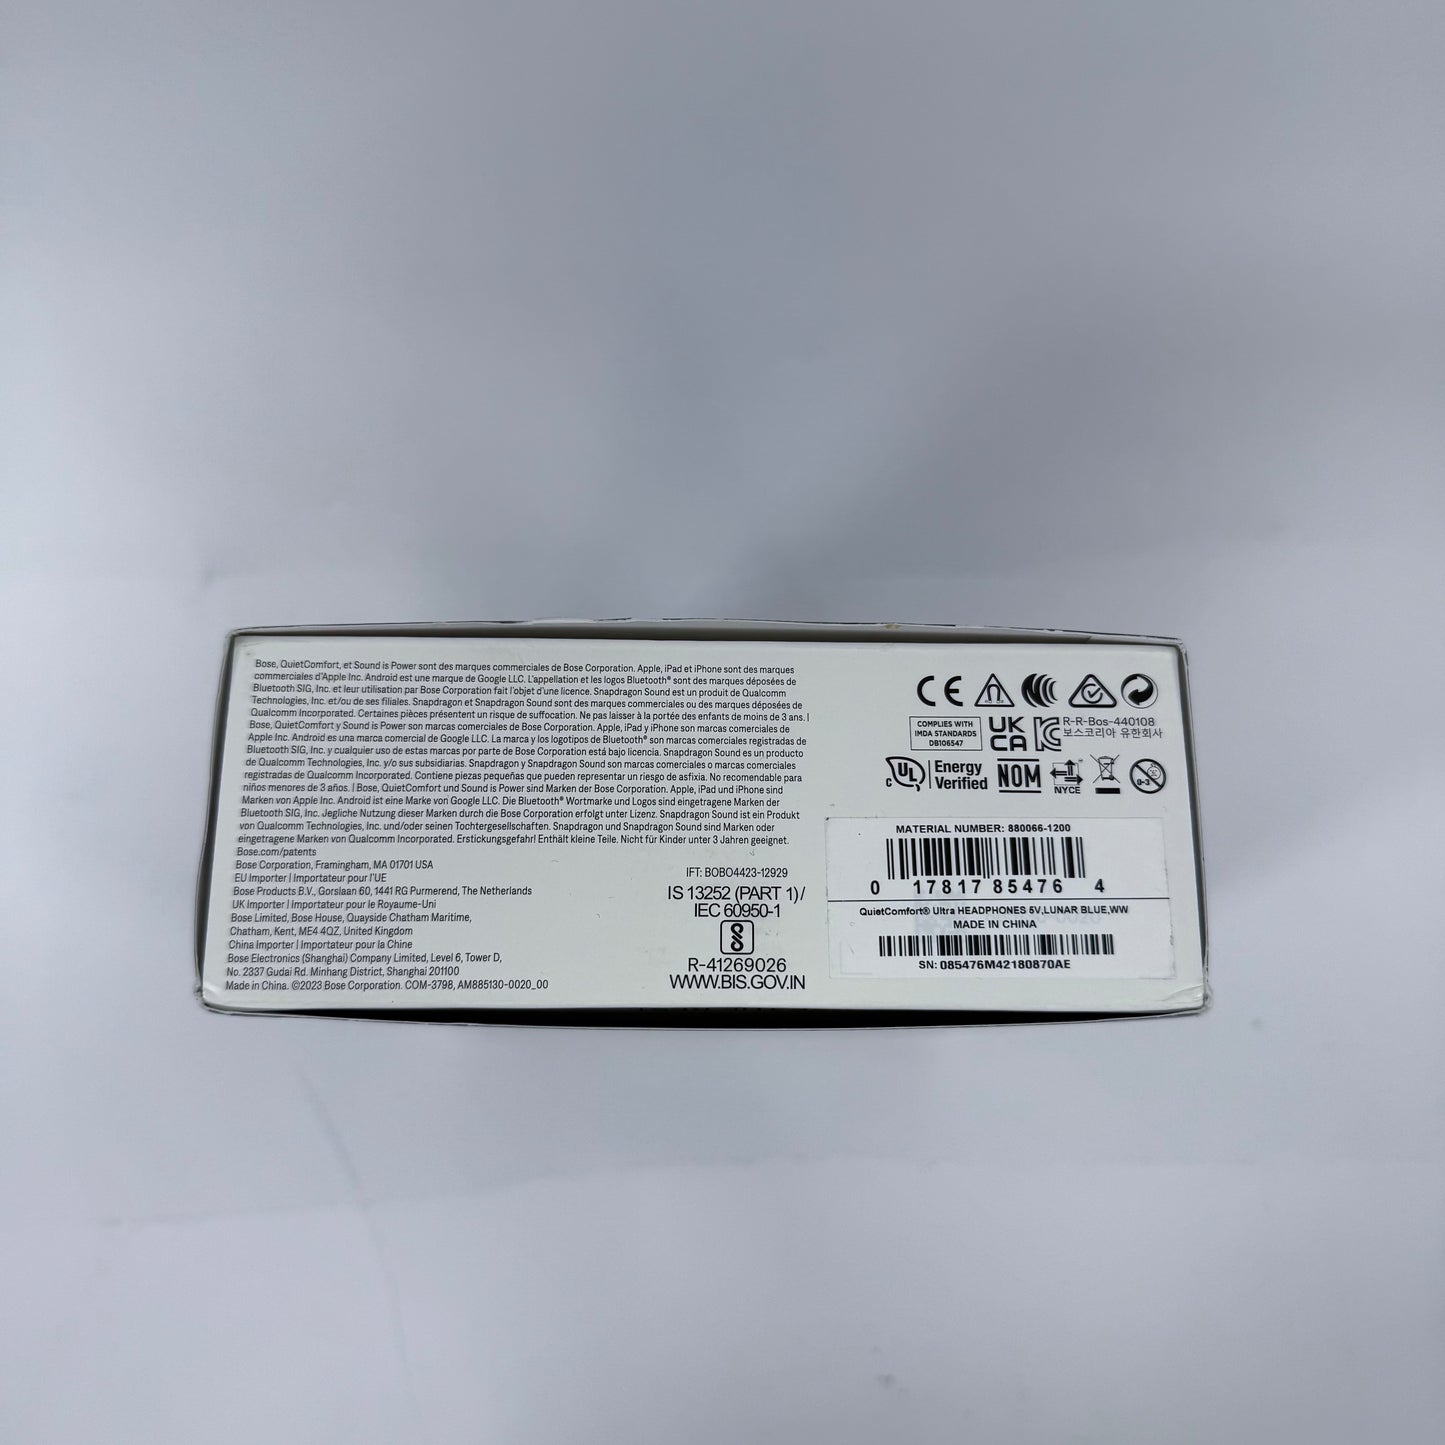 Bose, QuietComfort, et Sound is Power sont des marques commerciales de Bose Corporation. Apple, iPad et iPhone sont des marques
commerciales d'Apple Inc. Android est une marque de Google LLC. L'appellation et les logos Bluetooth® sont des marques déposées de
Bluetooth SIG, Inc. et leur utilisation par Bose Corporation fait l'objet d'une licence. Snapdragon Sound est un produit de Qualcomm
Technologies, Inc. et/ou de ses filiales. Snapdragon et Snapdragon Sound sont des marques commerciales ou des marques déposées de
Qualcomm Incorporated. Certaines pièces présentent un risque de suffocation. Ne pas laisser à la portée des enfants de moins de 3 ans. |
Bose, QuietComfort y Sound is Power son marcas comerciales de Bose Corporation. Apple, iPad y iPhone son marcas comerciales de
Apple Inc. Android es una marca comercial de Google LLC. La marca y los logotipos de Bluetooth® son marcas comerciales registradas de
Bluetooth SIG, Inc. y cualquier uso de estas marcas por parte de Bose Corporation está bajo licencia. Snapdragon Sound es un producto
de Qualcomm Technologies, Inc. y/o sus subsidiarias. Snapdragon y Snapdragon Sound son marcas comerciales o marcas comerciales
registradas de Qualcomm Incorporated. Contiene piezas pequeñas que pueden representar un riesgo de asfixia. No recomendable para
niños menores de 3 años. | Bose, QuietComfort und Sound is Power sind Marken der Bose Corporation. Apple, iPad und iPhone sind
Marken von Apple Inc. Android ist eine Marke von Google LLC. Die Bluetooth® Wortmarke und Logos sind eingetragene Marken der
Bluetooth SIG, Inc. Jegliche Nutzung dieser Marken durch die Bose Corporation erfolgt unter Lizenz. Snapdragon Sound ist ein Produkt
von Qualcomm Technologies, Inc. und/oder seinen Tochtergesellschaften. Snapdragon und Snapdragon Sound sind Marken oder
eingetragene Marken von Qualcomm Incorporated. Erstickungsgefahr! Enthält kleine Teile. Nicht für Kinder unter 3 Jahren geeignet.
Bose.com/patents
Bose Corporation, Framingham, MA 01701 USA
EU Importer | Importateur pour l'UE
Bose Products B.V., Gorslaan 60, 1441 RG Purmerend, The Netherlands
UK Importer | Importateur pour le Royaume-Uni
Bose Limited, Bose House, Quayside Chatham Maritime,
Chatham, Kent, ME4 4QZ, United Kingdom
China Importer | Importateur pour la Chine
Bose Electronics (Shanghai) Company Limited, Level 6, Tower D,
No. 2337 Gudai Rd. Minhang District, Shanghai 201100
Made in China. ©2023 Bose Corporation. COM-3798, AM885130-0020_00
IFT: BOBO4423-12929
IS 13252 (PART 1)/
IEC 60950-1
R-41269026
WWW.BIS.GOV.IN
CE
COMPLIES WITH
IMDA STANDARDS
DB106547
UK
CA
R-R-Bos-440108
보스코리아 유한회사
c UL Energy
Verified
NOM
NYCE
0-3
MATERIAL NUMBER: 880066-1200
0 17817 85476 4
QuietComfort® Ultra HEADPHONES 5V,LUNAR BLUE,WW
MADE IN CHINA
SN: 085476M42180870AE